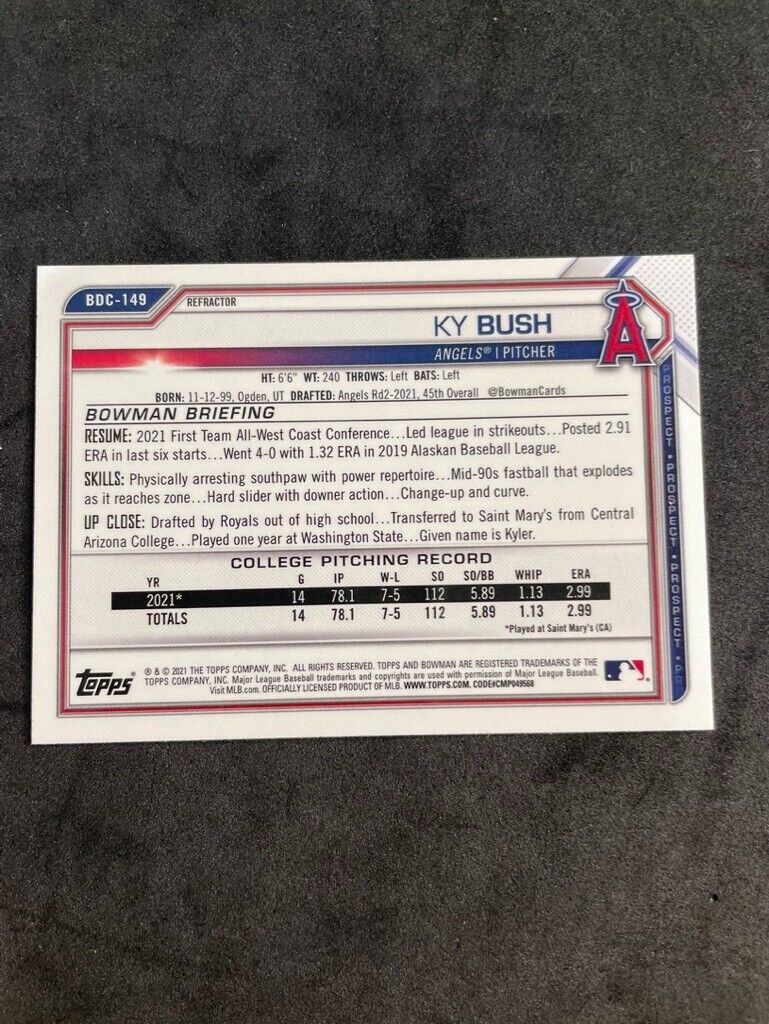 BDC-149
REFRACTOR
KY BUSH
ANGELS® | PITCHER
A
HT: 6'6" WT: 240 THROWS: Left BATS: Left
BORN: 11-12-99, Ogden, UT DRAFTED: Angels Rd2-2021, 45th Overall @BowmanCards
BOWMAN BRIEFING
RESUME: 2021 First Team All-West Coast Conference...Led league in strikeouts...Posted 2.91
ERA in last six starts...Went 4-0 with 1.32 ERA in 2019 Alaskan Baseball League.
SKILLS: Physically arresting southpaw with power repertoire...Mid-90s fastball that explodes
as it reaches zone...Hard slider with downer action...Change-up and curve.
UP CLOSE: Drafted by Royals out of high school...Transferred to Saint Mary's from Central
Arizona College...Played one year at Washington State...Given name is Kyler.
COLLEGE PITCHING RECORD
YR G IP W-L SO SO/BB WHIP ERA
2021* 14 78.1 7-5 112 5.89 1.13 2.99
TOTALS 14 78.1 7-5 112 5.89 1.13 2.99
*Played at Saint Mary's (CA)
TOPPS®
® & © 2021 THE TOPPS COMPANY, INC. ALL RIGHTS RESERVED. TOPPS AND BOWMAN ARE REGISTERED TRADEMARKS OF THE
TOPPS COMPANY, INC. Major League Baseball trademarks and copyrights are used with permission of Major League Baseball.
Visit MLB.com. OFFICIALLY LICENSED PRODUCT OF MLB. WWW.TOPPS.COM. CODE#CMP049568
PROSPECT • PROSPECT • PROSPECT • PR